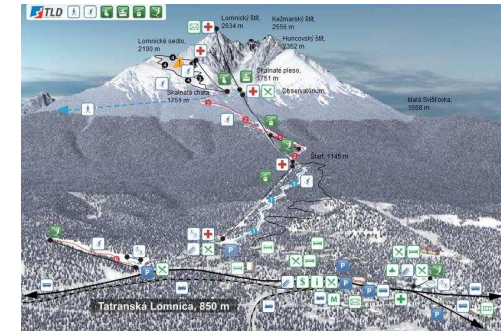 TLD
Lomnický štít,
2634 m
Kežmarský štít,
2556 m
Huncovský štít,
2352 m
Lomnické sedlo,
2190 m
Skalnaté pleso,
1751 m
Observatórium,
Skalnatá chata
1751 m
Malá Svišťovka,
1558 m
Štart, 1145 m
Tatranská Lomnica, 850 m